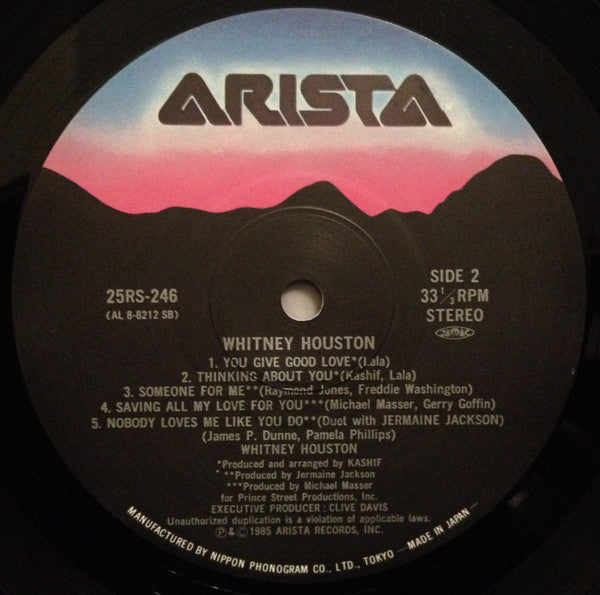 ARISTA
25RS-246
(AL 8-8212 SB)
SIDE 2
33 1/3 RPM
STEREO
JASRAC
WHITNEY HOUSTON
1. YOU GIVE GOOD LOVE*(Lala)
2. THINKING ABOUT YOU*(Kashif, Lala)
3. SOMEONE FOR ME**(Raymond Jones, Freddie Washington)
4. SAVING ALL MY LOVE FOR YOU***(Michael Masser, Gerry Goffin)
5. NOBODY LOVES ME LIKE YOU DO**(Duet with JERMAINE JACKSON)
(James P. Dunne, Pamela Phillips)
WHITNEY HOUSTON
*Produced and arranged by KASHIF
**Produced by Jermaine Jackson
***Produced by Michael Masser
for Prince Street Productions, Inc.
EXECUTIVE PRODUCER : CLIVE DAVIS
Unauthorized duplication is a violation of applicable laws.
℗&©1985 ARISTA RECORDS, INC.
MANUFACTURED BY NIPPON PHONOGRAM CO., LTD., TOKYO — MADE IN JAPAN —